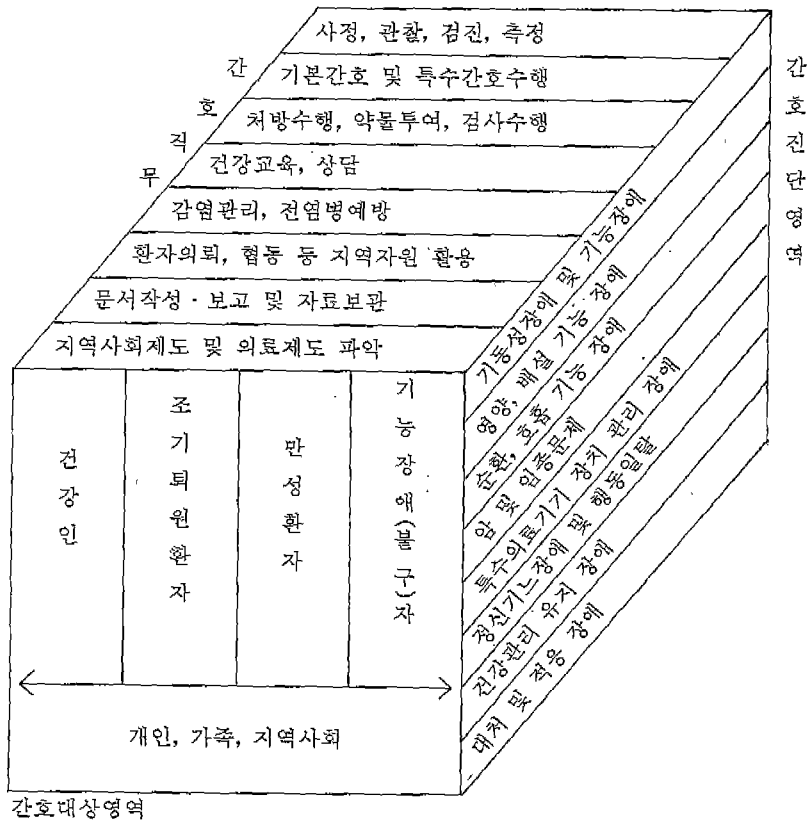 간호직무
사정, 관찰, 검진, 측정
기본간호 및 특수간호수행
처방수행, 약물투여, 검사수행
건강교육, 상담
감염관리, 전염병예방
환자의뢰, 협동 등 지역자원 활용
문서작성·보고 및 자료보관
지역사회제도 및 의료제도 파악
간호진단영역
기동성장애 및 기능장애
영양, 배설 기능 장애
순환, 호흡 기능 장애
암 및 임종문제
특수의료기기 장치 관리 장애
정신기느장애 및 행동일탈
건강관리 유지 장애
대처 및 적응 장애
건강인
조기퇴원환자
만성환자
기능장애(불구)자
개인, 가족, 지역사회
간호대상영역